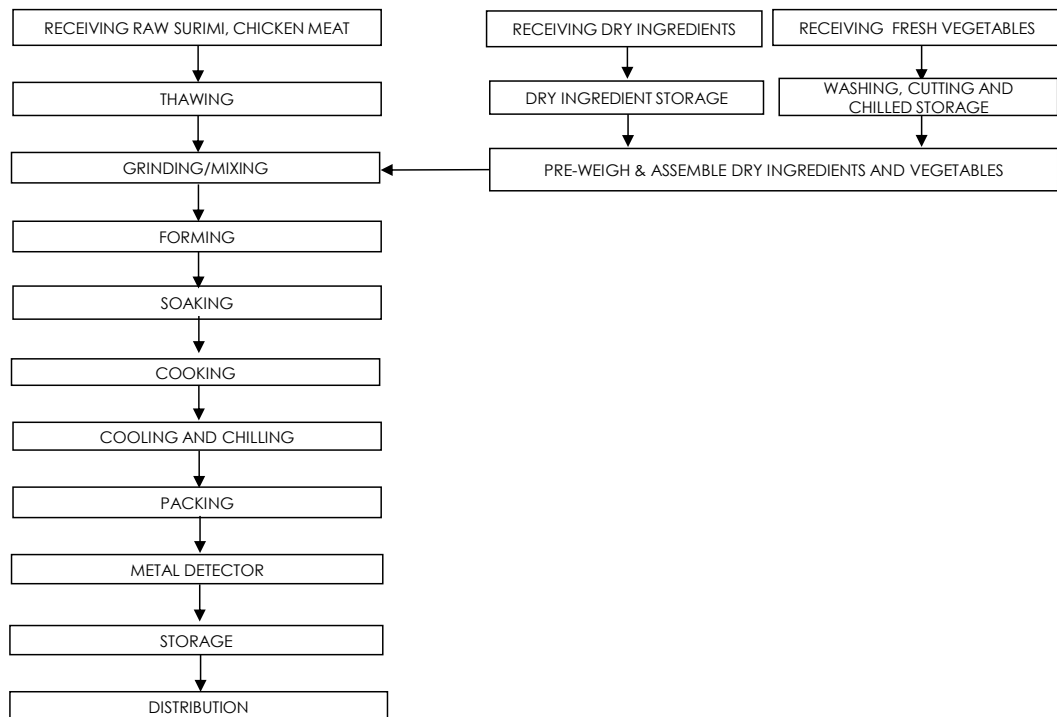 RECEIVING RAW SURIMI, CHICKEN MEAT
THAWING
GRINDING/MIXING
FORMING
SOAKING
COOKING
COOLING AND CHILLING
PACKING
METAL DETECTOR
STORAGE
DISTRIBUTION
RECEIVING DRY INGREDIENTS
DRY INGREDIENT STORAGE
RECEIVING FRESH VEGETABLES
WASHING, CUTTING AND
CHILLED STORAGE
PRE-WEIGH & ASSEMBLE DRY INGREDIENTS AND VEGETABLES